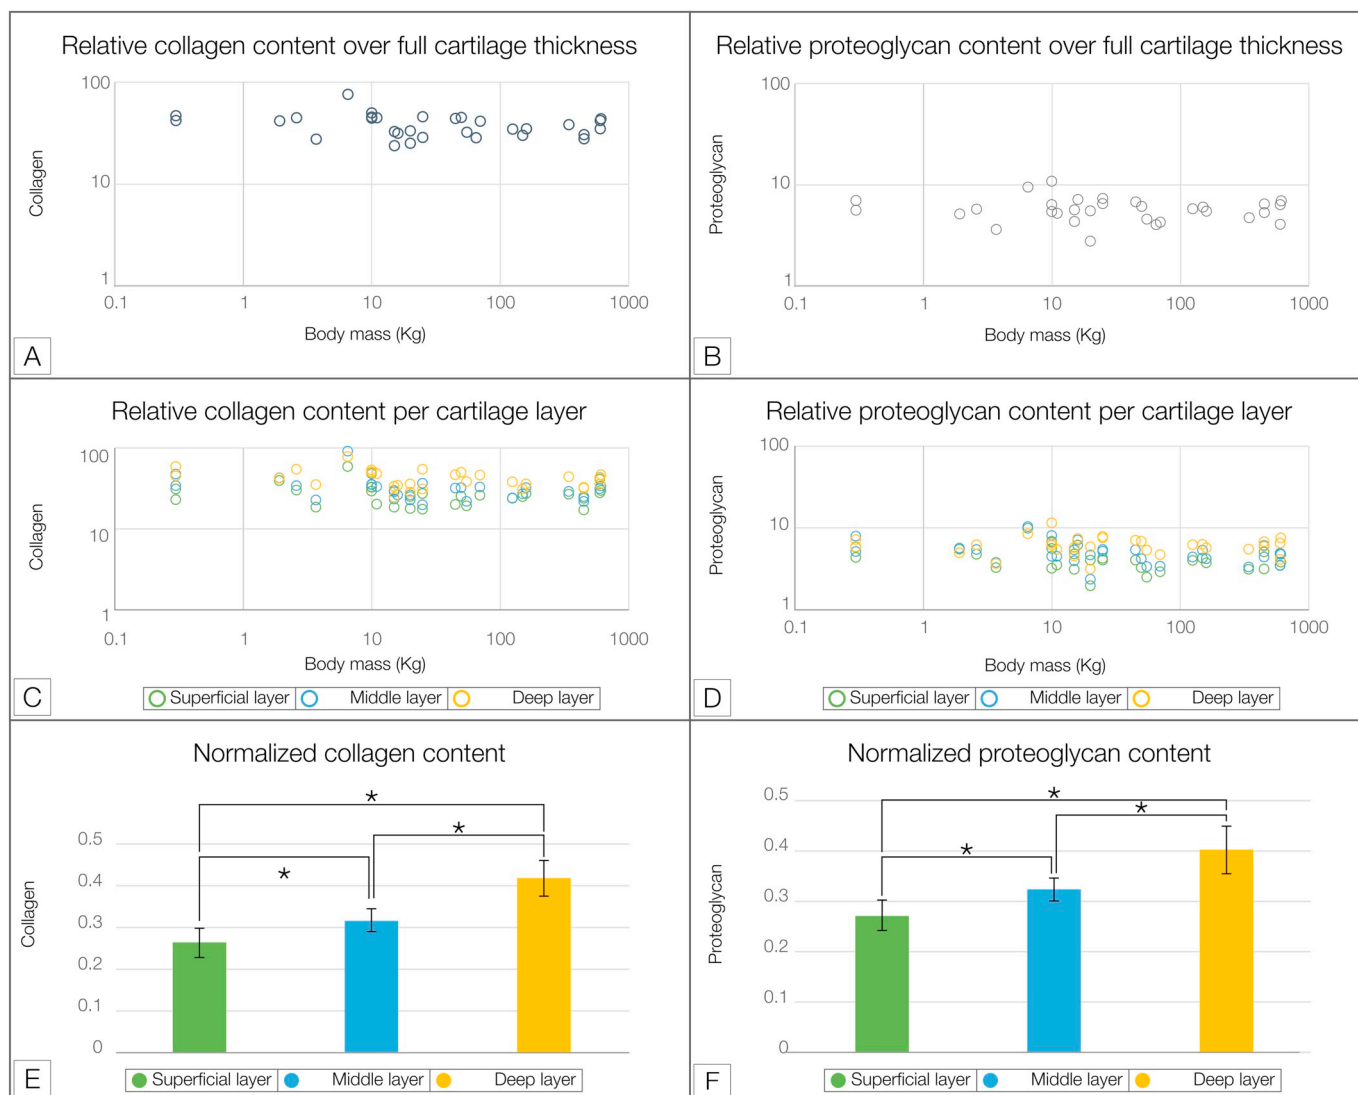 Relative collagen content over full cartilage thickness
100
10
1
Collagen
0.1 1 10 100 1000
Body mass (Kg)
A
Relative proteoglycan content over full cartilage thickness
100
10
1
Proteoglycan
0.1 1 10 100 1000
Body mass (Kg)
B
Relative collagen content per cartilage layer
100
10
1
Collagen
0.1 1 10 100 1000
Body mass (Kg)
Superficial layer Middle layer Deep layer
C
Relative proteoglycan content per cartilage layer
100
10
1
Proteoglycan
0.1 1 10 100 1000
Body mass (Kg)
Superficial layer Middle layer Deep layer
D
Normalized collagen content
*
*
*
0.5
0.4
0.3
0.2
0.1
0
Collagen
Superficial layer Middle layer Deep layer
E
Normalized proteoglycan content
*
*
*
0.5
0.4
0.3
0.2
0.1
0
Proteoglycan
Superficial layer Middle layer Deep layer
F